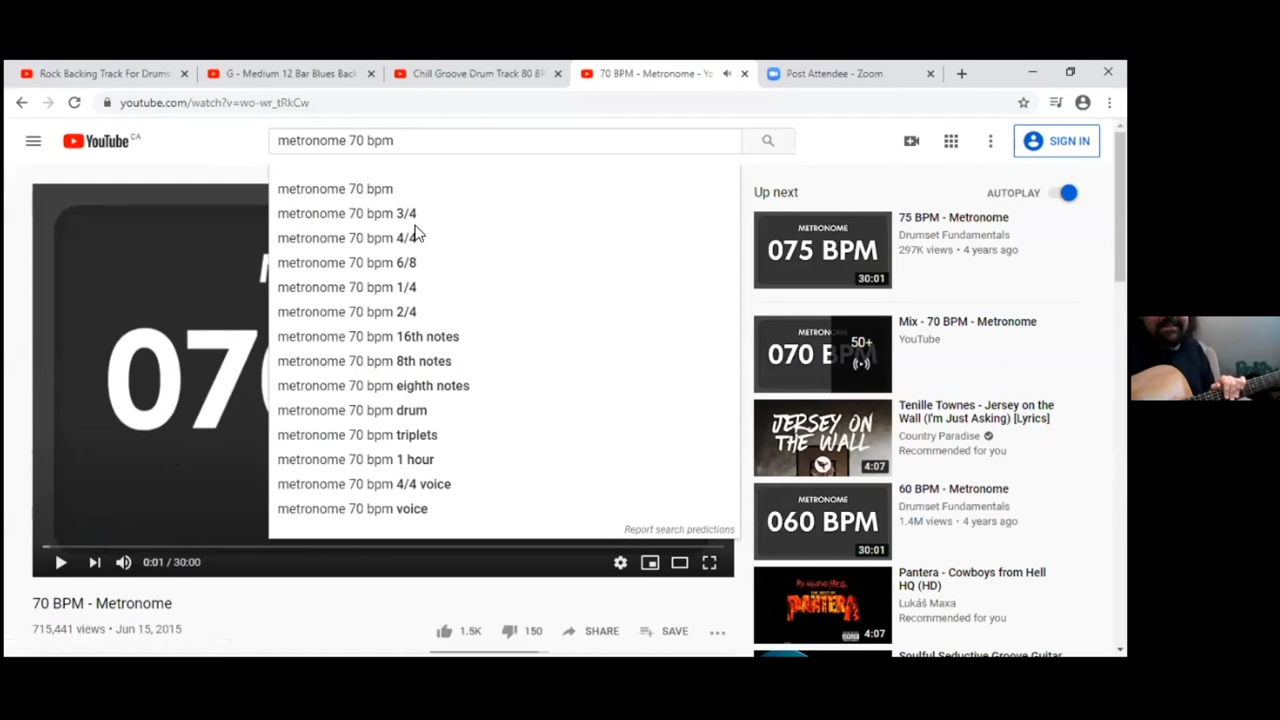 Rock Backing Track For Drums
G - Medium 12 Bar Blues Back
Chill Groove Drum Track 80 BP
70 BPM - Metronome - Yo
Post Attendee - Zoom
youtube.com/watch?v=wo-wr_tRkCw
YouTube CA
metronome 70 bpm
SIGN IN
metronome 70 bpm
metronome 70 bpm 3/4
metronome 70 bpm 4/4
metronome 70 bpm 6/8
metronome 70 bpm 1/4
metronome 70 bpm 2/4
metronome 70 bpm 16th notes
metronome 70 bpm 8th notes
metronome 70 bpm eighth notes
metronome 70 bpm drum
metronome 70 bpm triplets
metronome 70 bpm 1 hour
metronome 70 bpm 4/4 voice
metronome 70 bpm voice
Report search predictions
07
0:01 / 30:00
70 BPM - Metronome
715,441 views • Jun 15, 2015
1.5K
150
SHARE
SAVE
Up next
AUTOPLAY
METRONOME
075 BPM
30:01
75 BPM - Metronome
Drumset Fundamentals
297K views • 4 years ago
METRON
070 B
50+
Mix - 70 BPM - Metronome
YouTube
JERSEY ON
THE WALL
4:07
Tenille Townes - Jersey on the
Wall (I'm Just Asking) [Lyrics]
Country Paradise
Recommended for you
METRONOME
060 BPM
30:01
60 BPM - Metronome
Drumset Fundamentals
1.4M views • 4 years ago
PANTERA
4:07
Pantera - Cowboys from Hell
HQ (HD)
Lukáš Maxa
Recommended for you
Soulful Seductive Groove Guitar